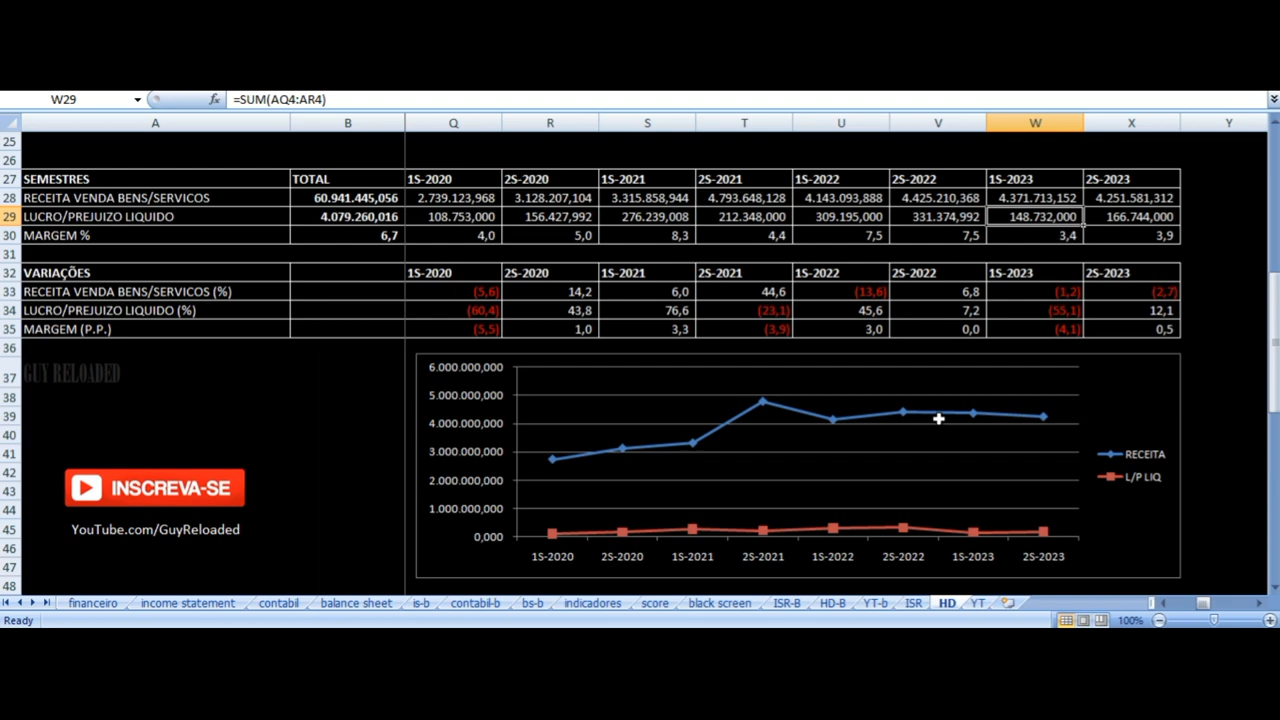 W29 fx =SUM(AQ4:AR4)
A B Q R S T U V W X Y
25
26
27 SEMESTRES TOTAL 1S-2020 2S-2020 1S-2021 2S-2021 1S-2022 2S-2022 1S-2023 2S-2023
28 RECEITA VENDA BENS/SERVICOS 60.941.445,056 2.739.123,968 3.128.207,104 3.315.858,944 4.793.648,128 4.143.093,888 4.425.210,368 4.371.713,152 4.251.581,312
29 LUCRO/PREJUIZO LIQUIDO 4.079.260,016 108.753,000 156.427,992 276.239,008 212.348,000 309.195,000 331.374,992 148.732,000 166.744,000
30 MARGEM % 6,7 4,0 5,0 8,3 4,4 7,5 7,5 3,4 3,9
31
32 VARIAÇÕES 1S-2020 2S-2020 1S-2021 2S-2021 1S-2022 2S-2022 1S-2023 2S-2023
33 RECEITA VENDA BENS/SERVICOS (%) (5,6) 14,2 6,0 44,6 (13,6) 6,8 (1,2) (2,7)
34 LUCRO/PREJUIZO LIQUIDO (%) (60,4) 43,8 76,6 (23,1) 45,6 7,2 (55,1) 12,1
35 MARGEM (P.P.) (5,5) 1,0 3,3 (3,9) 3,0 0,0 (4,1) 0,5
36
37 GUY RELOADED
38
39
40
41
42
43
44
45
46
47
48
6.000.000,000
5.000.000,000
4.000.000,000
3.000.000,000
2.000.000,000
1.000.000,000
0,000
1S-2020 2S-2020 1S-2021 2S-2021 1S-2022 2S-2022 1S-2023 2S-2023
RECEITA
L/P LIQ
INSCREVA-SE
YouTube.com/GuyReloaded
financeiro income statement contabil balance sheet is-b contabil-b bs-b indicadores score black screen ISR-B HD-B YT-b ISR HD YT
Ready 100%